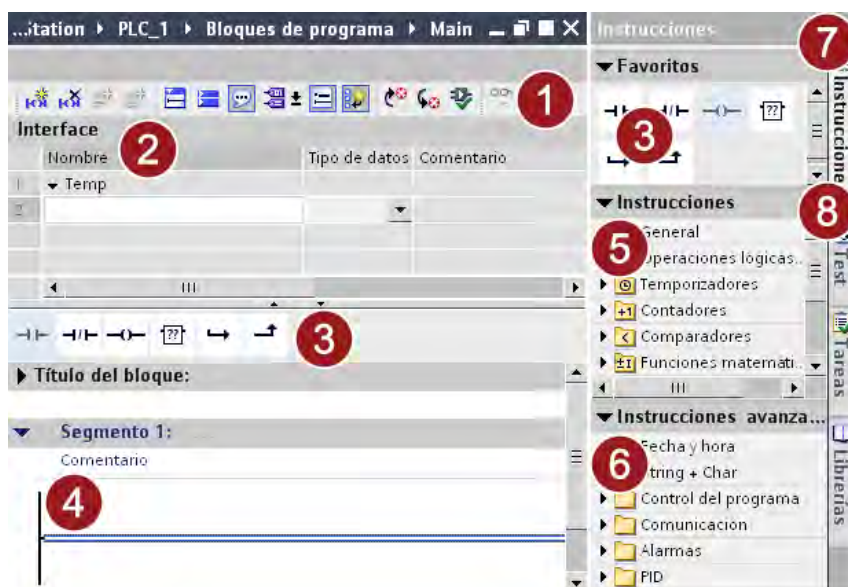 ...itation ▸ PLC_1 ▸ Bloques de programa ▸ Main
1
Interface
2
Nombre
Tipo de datos
Comentario
1
Temp
2
3
Título del bloque:
Segmento 1:
Comentario
4
Instrucciones
7
Favoritos
3
??
Instrucciones
8
General
5
Operaciones lógicas..
Temporizadores
Contadores
Comparadores
Funciones matemáti..
Instrucciones avanza...
Fecha y hora
6
String + Char
Control del programa
Comunicacion
Alarmas
PID
Instrucciones
Test
Tareas
Librerías